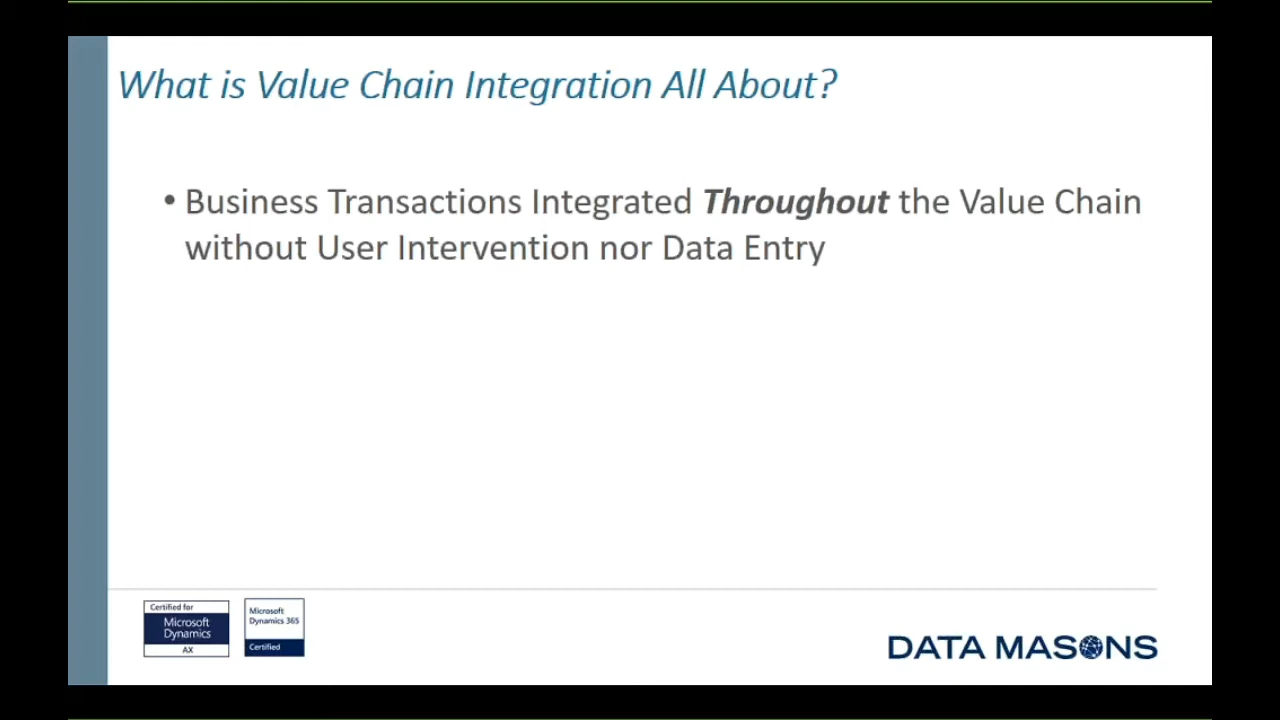 What is Value Chain Integration All About?
• Business Transactions Integrated Throughout the Value Chain
without User Intervention nor Data Entry
Certified for
Microsoft
Dynamics
AX
Microsoft
Dynamics 365
Certified
DATA MASONS